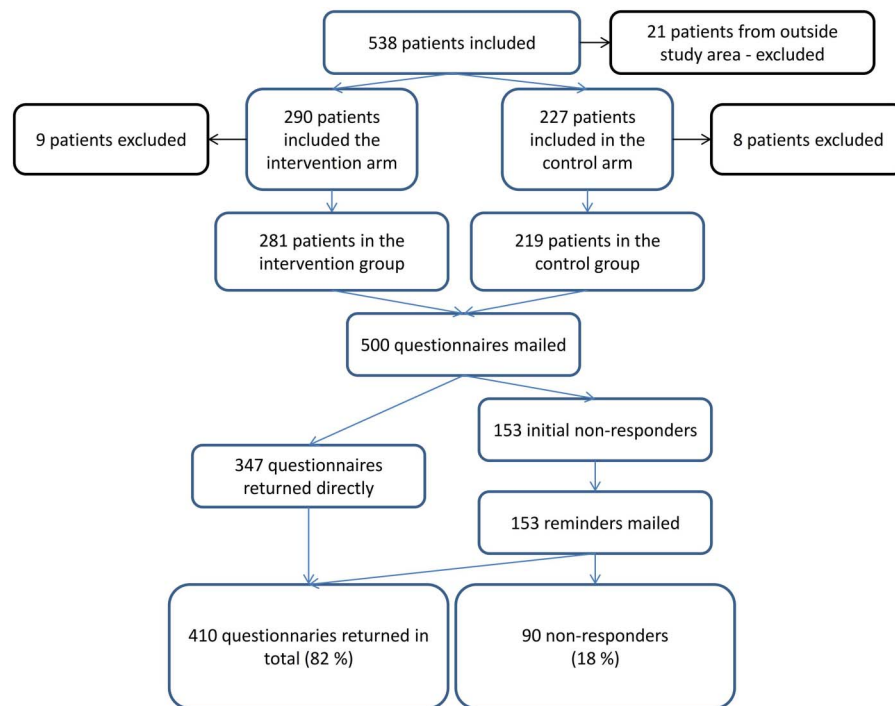 538 patients included
21 patients from outside
study area - excluded
9 patients excluded
290 patients
included the
intervention arm
227 patients
included in the
control arm
8 patients excluded
281 patients in the
intervention group
219 patients in the
control group
500 questionnaires mailed
153 initial non-responders
347 questionnaires
returned directly
153 reminders mailed
410 questionnaries returned in
total (82 %)
90 non-responders
(18 %)